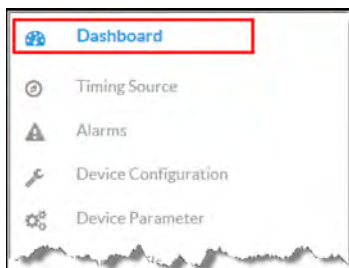 Dashboard
Timing Source
Alarms
Device Configuration
Device Parameter